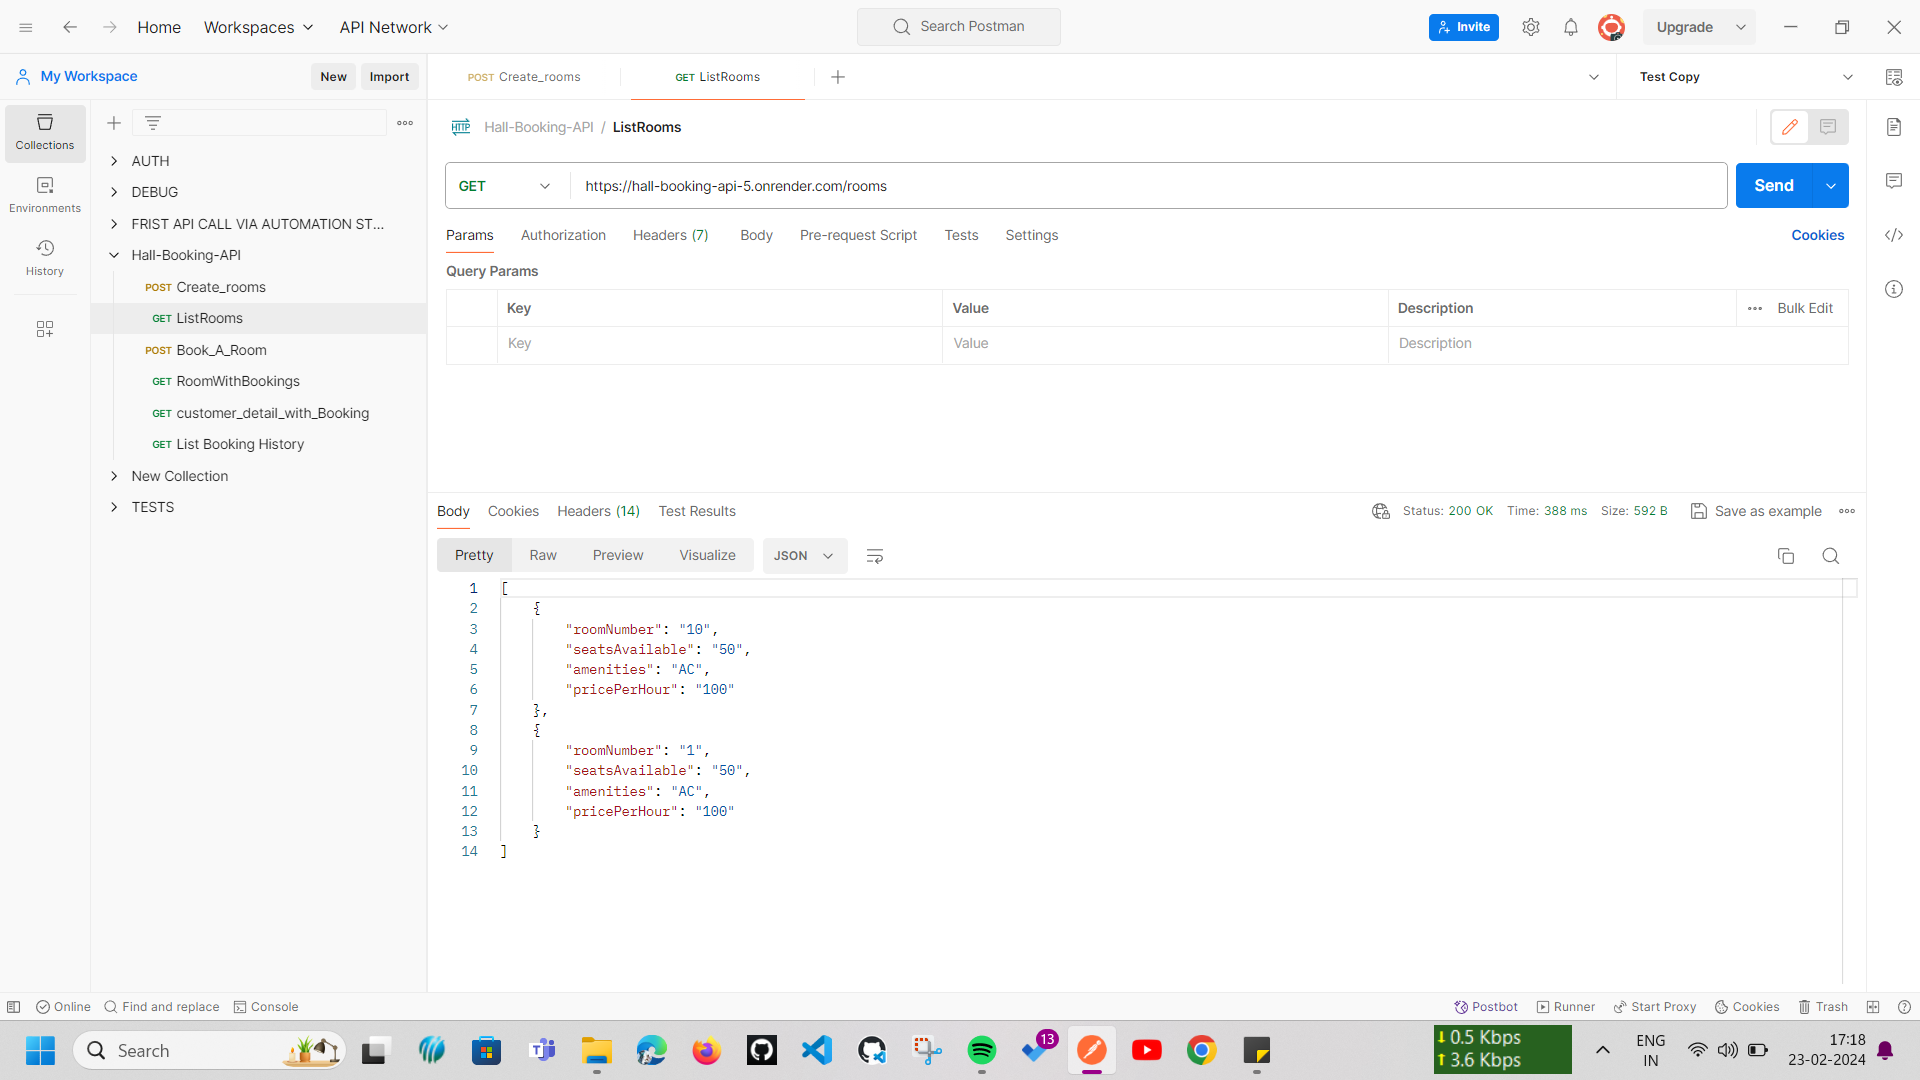 Home Workspaces API Network Search Postman Invite Upgrade
My Workspace New Import POST Create_rooms GET ListRooms Test Copy
Collections
Environments
History
AUTH
DEBUG
FRIST API CALL VIA AUTOMATION ST...
Hall-Booking-API
POST Create_rooms
GET ListRooms
POST Book_A_Room
GET RoomWithBookings
GET customer_detail_with_Booking
GET List Booking History
New Collection
TESTS
HTTP Hall-Booking-API / ListRooms
GET https://hall-booking-api-5.onrender.com/rooms Send
Params Authorization Headers (7) Body Pre-request Script Tests Settings Cookies
Query Params
Key Value Description Bulk Edit
Key Value Description
Body Cookies Headers (14) Test Results Status: 200 OK Time: 388 ms Size: 592 B Save as example
Pretty Raw Preview Visualize JSON
1 [
2 {
3 "roomNumber": "10",
4 "seatsAvailable": "50",
5 "amenities": "AC",
6 "pricePerHour": "100"
7 },
8 {
9 "roomNumber": "1",
10 "seatsAvailable": "50",
11 "amenities": "AC",
12 "pricePerHour": "100"
13 }
14 ]
Online Find and replace Console Postbot Runner Start Proxy Cookies Trash
Search 13 0.5 Kbps ENG 17:18
3.6 Kbps IN 23-02-2024